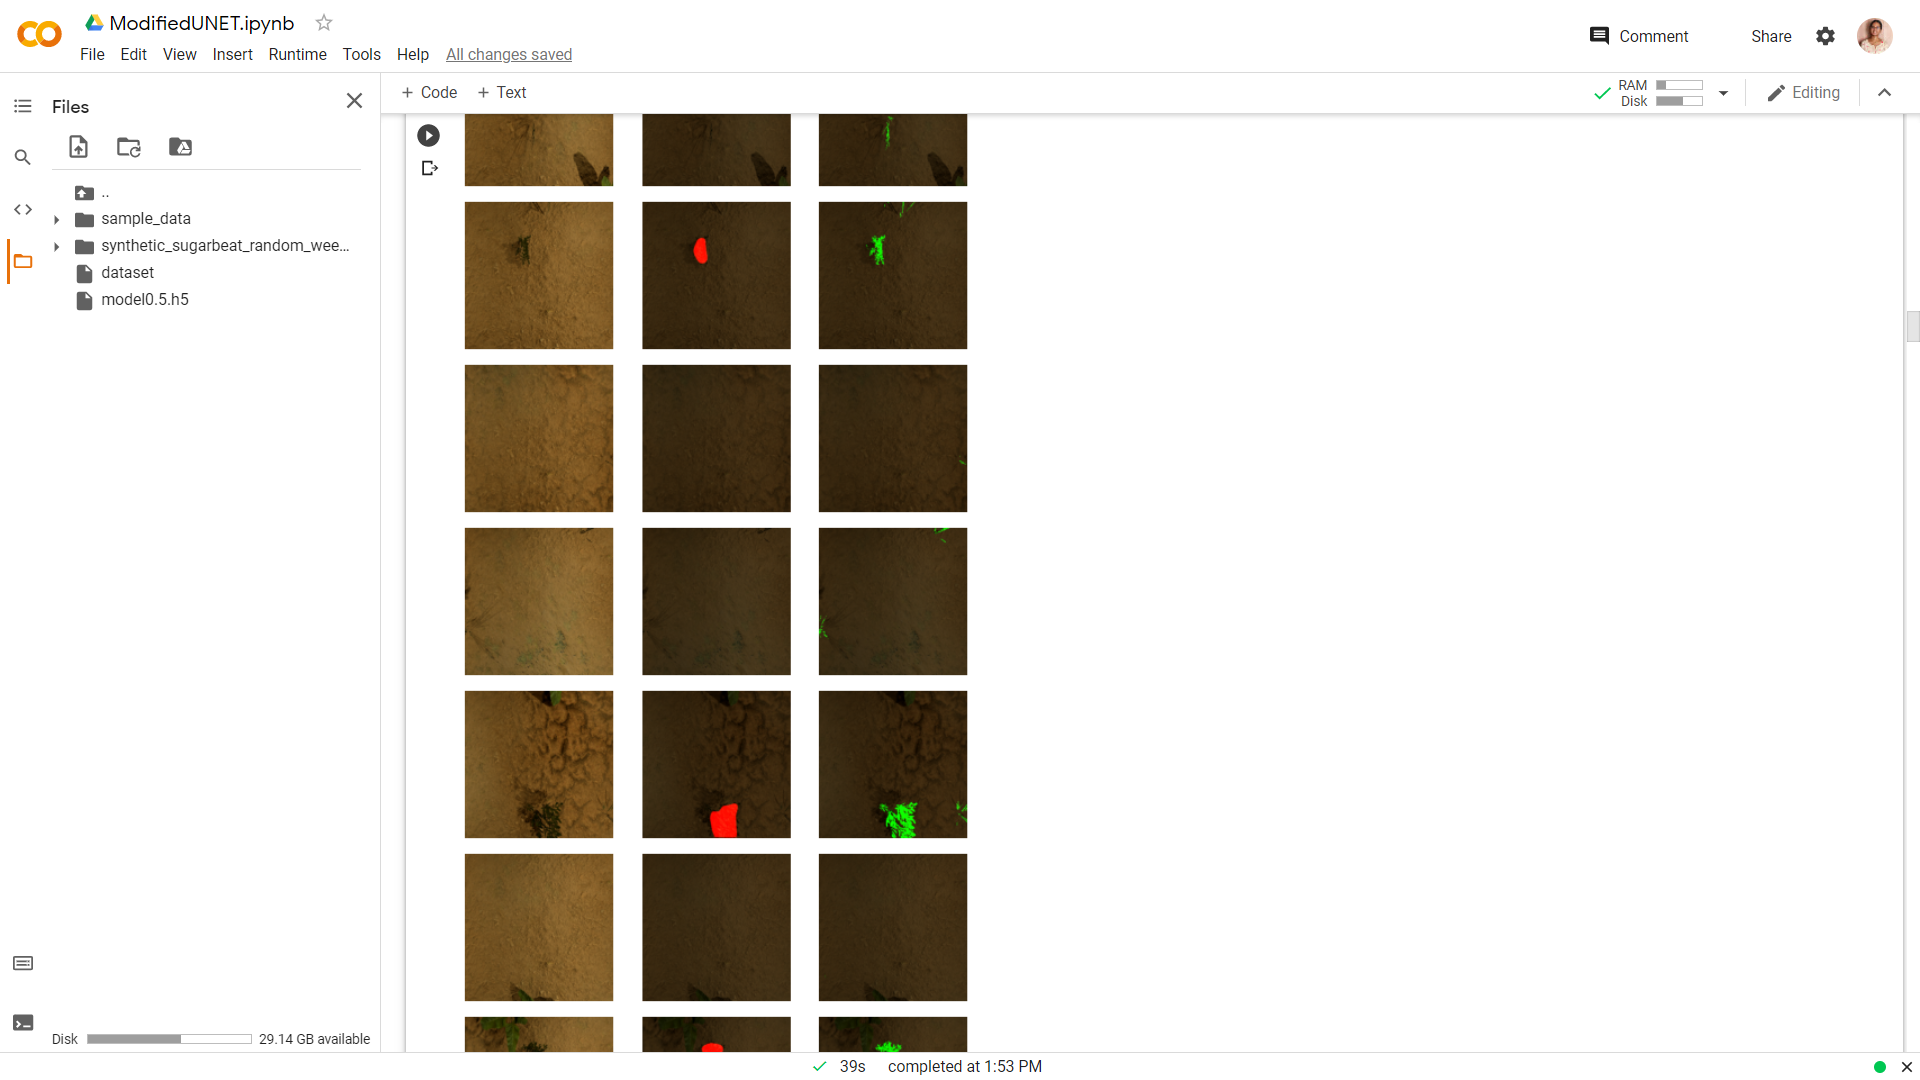 ModifiedUNET.ipynb
File Edit View Insert Runtime Tools Help All changes saved
Comment Share
Files
+ Code + Text
RAM
Disk
Editing
..
sample_data
synthetic_sugarbeat_random_wee...
dataset
model0.5.h5
Disk 29.14 GB available
39s completed at 1:53 PM